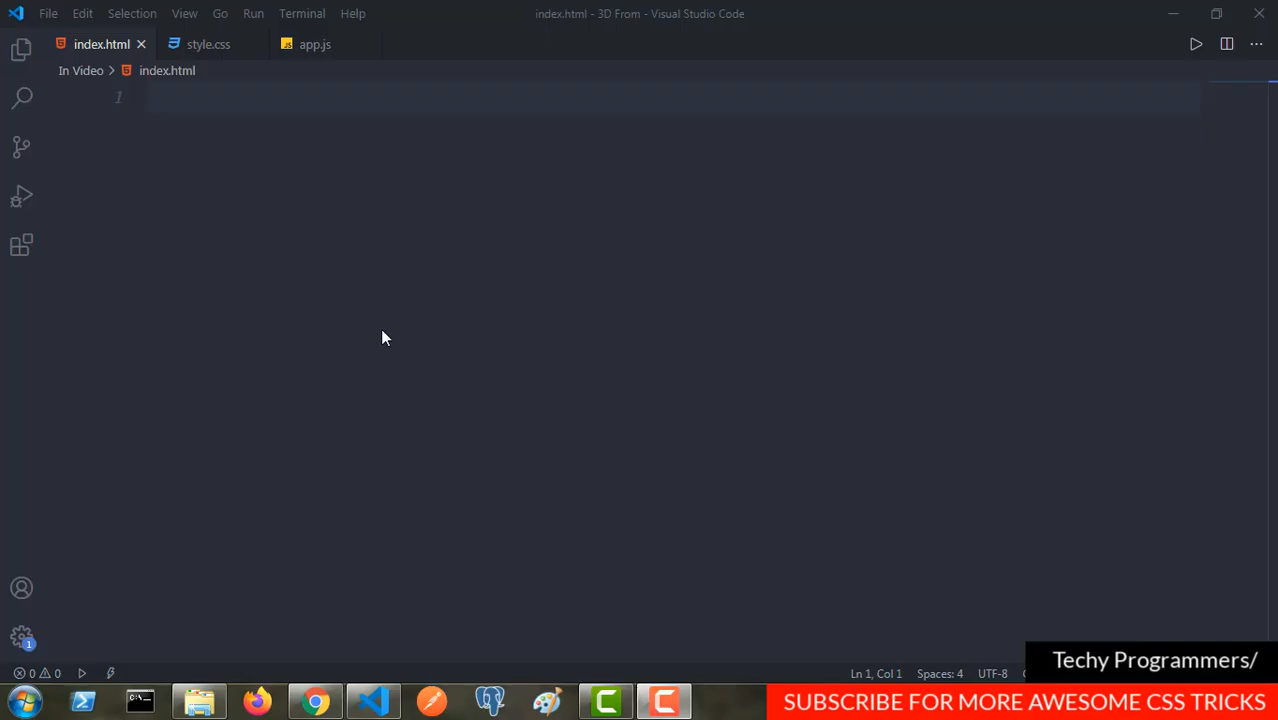 File Edit Selection View Go Run Terminal Help index.html - 3D From - Visual Studio Code
index.html style.css JS app.js
In Video index.html
1
1
0 0 Ln 1, Col 1 Spaces: 4 UTF-8
Techy Programmers/
SUBSCRIBE FOR MORE AWESOME CSS TRICKS